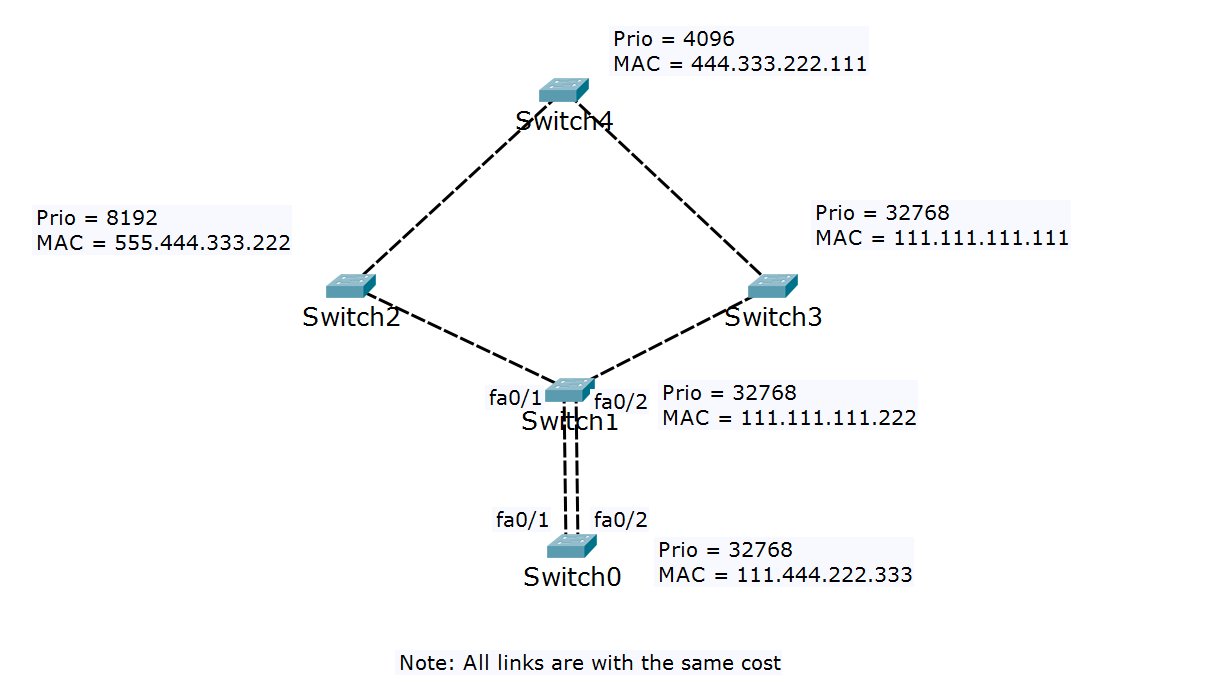 Prio = 4096
MAC = 444.333.222.111
Switch4
Prio = 8192
MAC = 555.444.333.222
Prio = 32768
MAC = 111.111.111.111
Switch2
Switch3
fa0/1
fa0/2
Prio = 32768
MAC = 111.111.111.222
Switch1
fa0/1
fa0/2
Prio = 32768
MAC = 111.444.222.333
Switch0
Note: All links are with the same cost